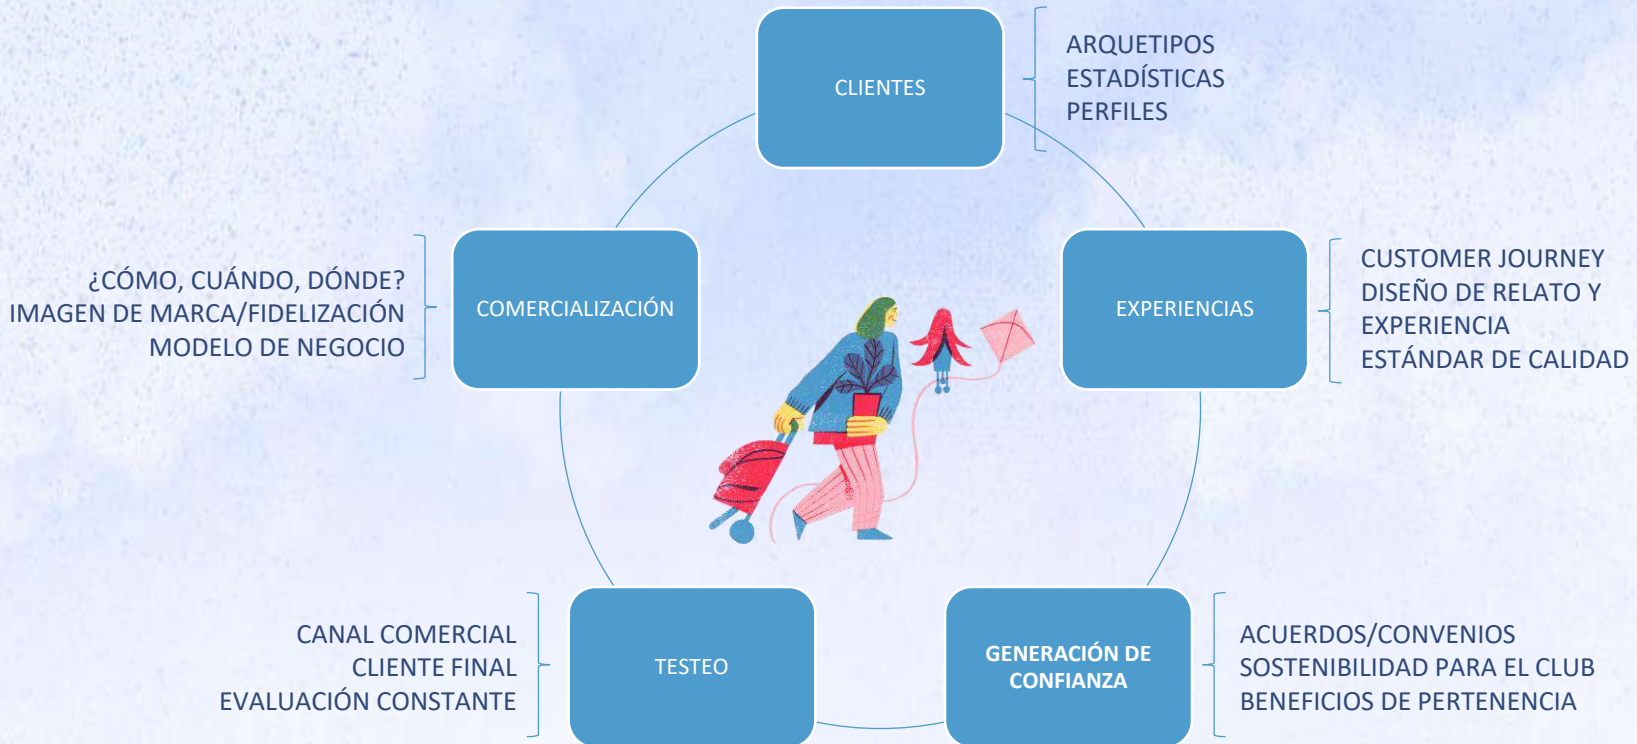 CLIENTES
ARQUETIPOS
ESTADÍSTICAS
PERFILES
EXPERIENCIAS
CUSTOMER JOURNEY
DISEÑO DE RELATO Y
EXPERIENCIA
ESTÁNDAR DE CALIDAD
GENERACIÓN DE
CONFIANZA
ACUERDOS/CONVENIOS
SOSTENIBILIDAD PARA EL CLUB
BENEFICIOS DE PERTENENCIA
TESTEO
CANAL COMERCIAL
CLIENTE FINAL
EVALUACIÓN CONSTANTE
COMERCIALIZACIÓN
¿CÓMO, CUÁNDO, DÓNDE?
IMAGEN DE MARCA/FIDELIZACIÓN
MODELO DE NEGOCIO